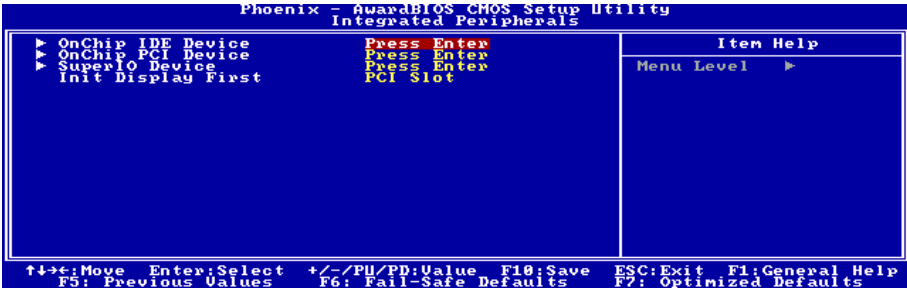 Phoenix - AwardBIOS CMOS Setup Utility
Integrated Peripherals
► OnChip IDE Device Press Enter Item Help
► OnChip PCI Device Press Enter
► SuperIO Device Press Enter Menu Level ►
Init Display First PCI Slot
↑↓→←:Move Enter:Select +/-/PU/PD:Value F10:Save ESC:Exit F1:General Help
F5: Previous Values F6: Fail-Safe Defaults F7: Optimized Defaults